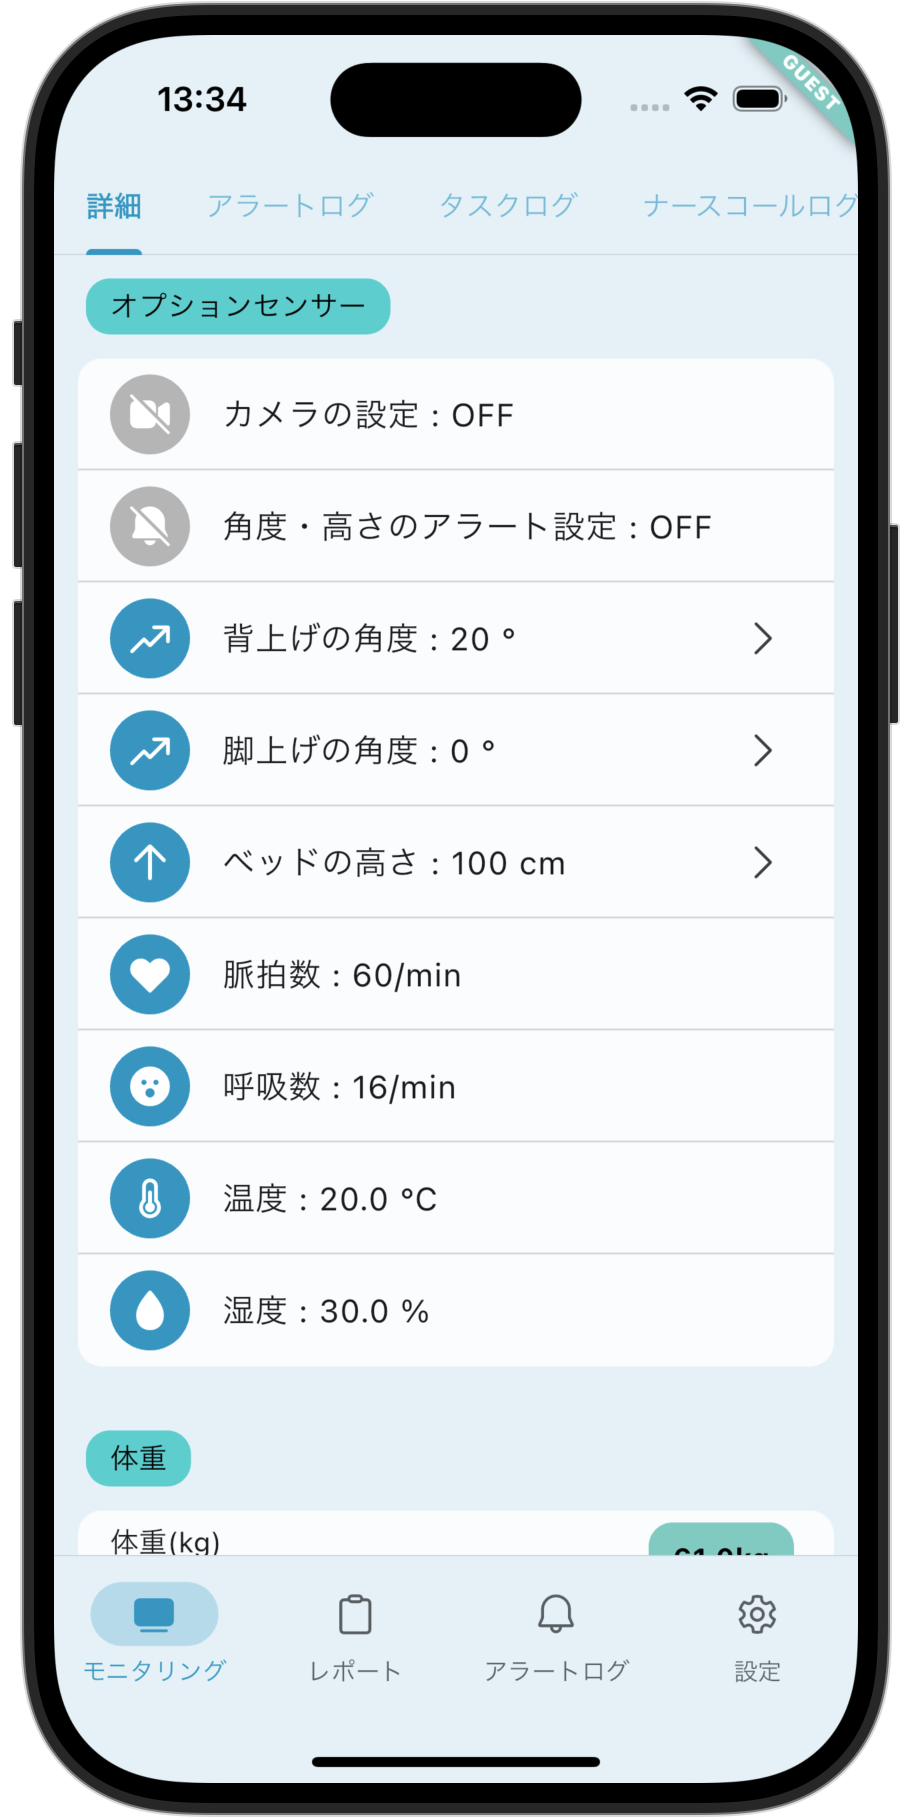 13:34
GUEST
詳細 アラートログ タスクログ ナースコールログ
オプションセンサー
カメラの設定 : OFF
角度・高さのアラート設定 : OFF
背上げの角度 : 20 °
脚上げの角度 : 0 °
ベッドの高さ : 100 cm
脈拍数 : 60/min
呼吸数 : 16/min
温度 : 20.0 °C
湿度 : 30.0 %
体重
体重(kg) 61.0kg
モニタリング レポート アラートログ 設定